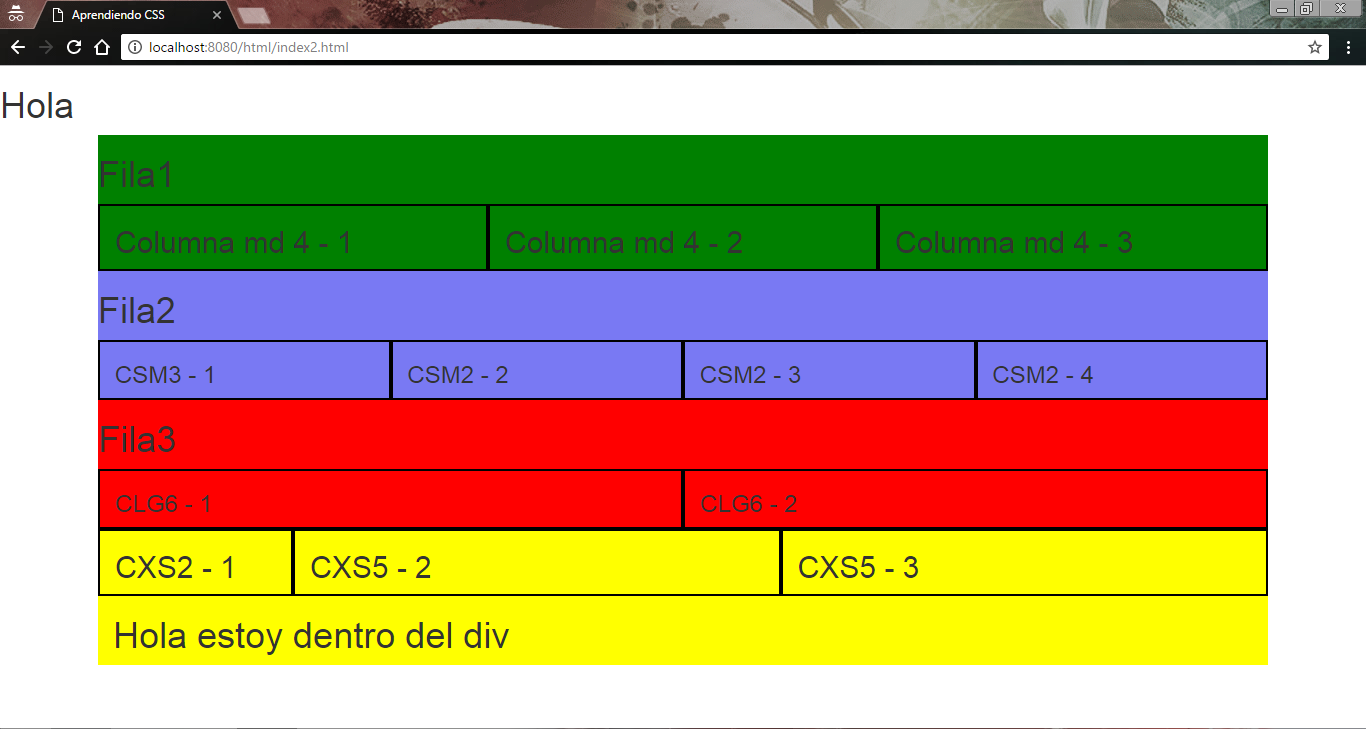 Aprendiendo CSS
localhost:8080/html/index2.html
Hola
Fila1
Columna md 4 - 1 Columna md 4 - 2 Columna md 4 - 3
Fila2
CSM3 - 1 CSM2 - 2 CSM2 - 3 CSM2 - 4
Fila3
CLG6 - 1 CLG6 - 2
CXS2 - 1 CXS5 - 2 CXS5 - 3
Hola estoy dentro del div